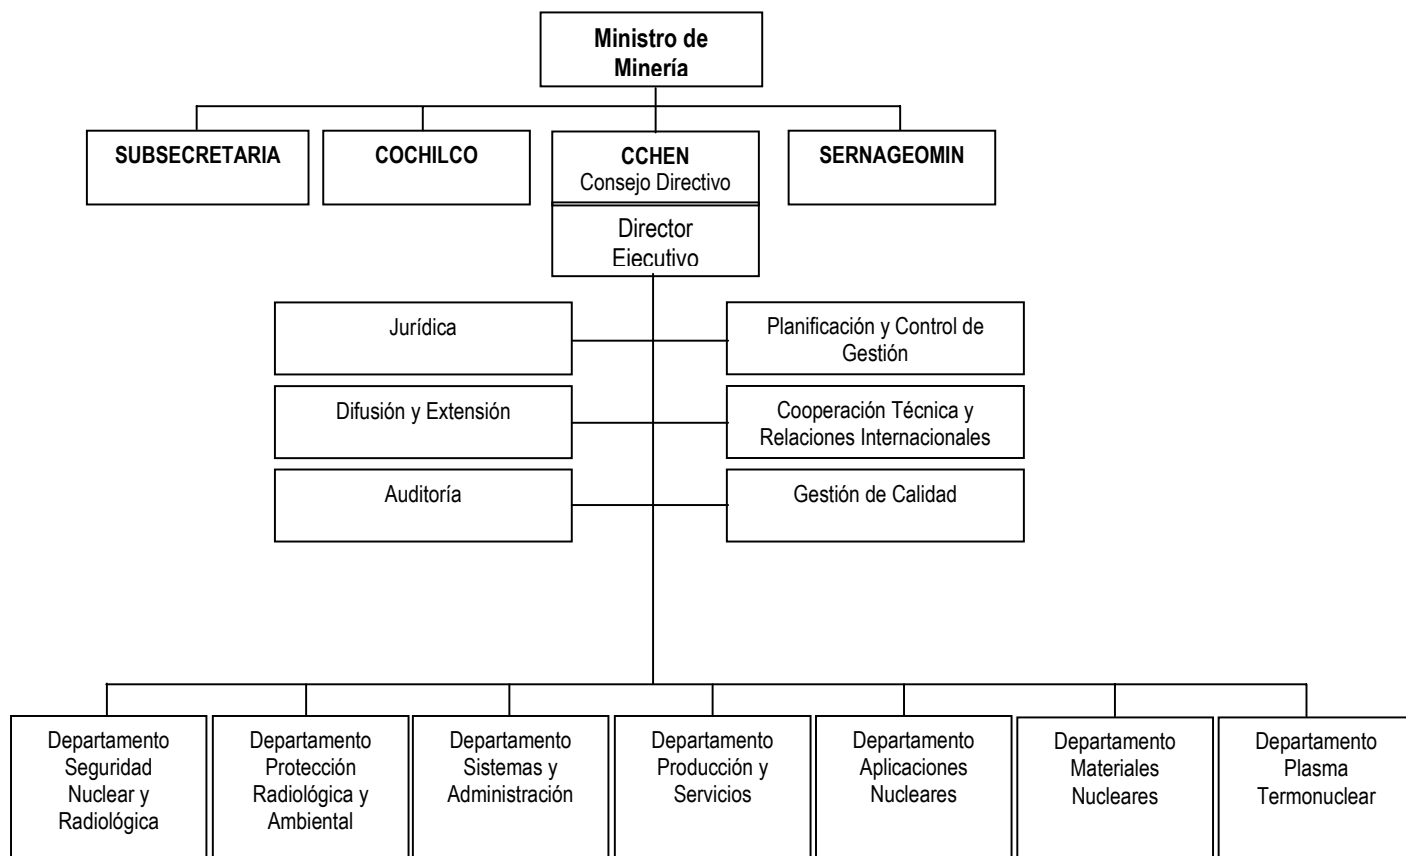 Ministro de
Minería
SUBSECRETARIA
COCHILCO
CCHEN
Consejo Directivo
SERNAGEOMIN
Director
Ejecutivo
Jurídica
Planificación y Control de
Gestión
Difusión y Extensión
Cooperación Técnica y
Relaciones Internacionales
Auditoría
Gestión de Calidad
Departamento
Seguridad
Nuclear y
Radiológica
Departamento
Protección
Radiológica y
Ambiental
Departamento
Sistemas y
Administración
Departamento
Producción y
Servicios
Departamento
Aplicaciones
Nucleares
Departamento
Materiales
Nucleares
Departamento
Plasma
Termonuclear